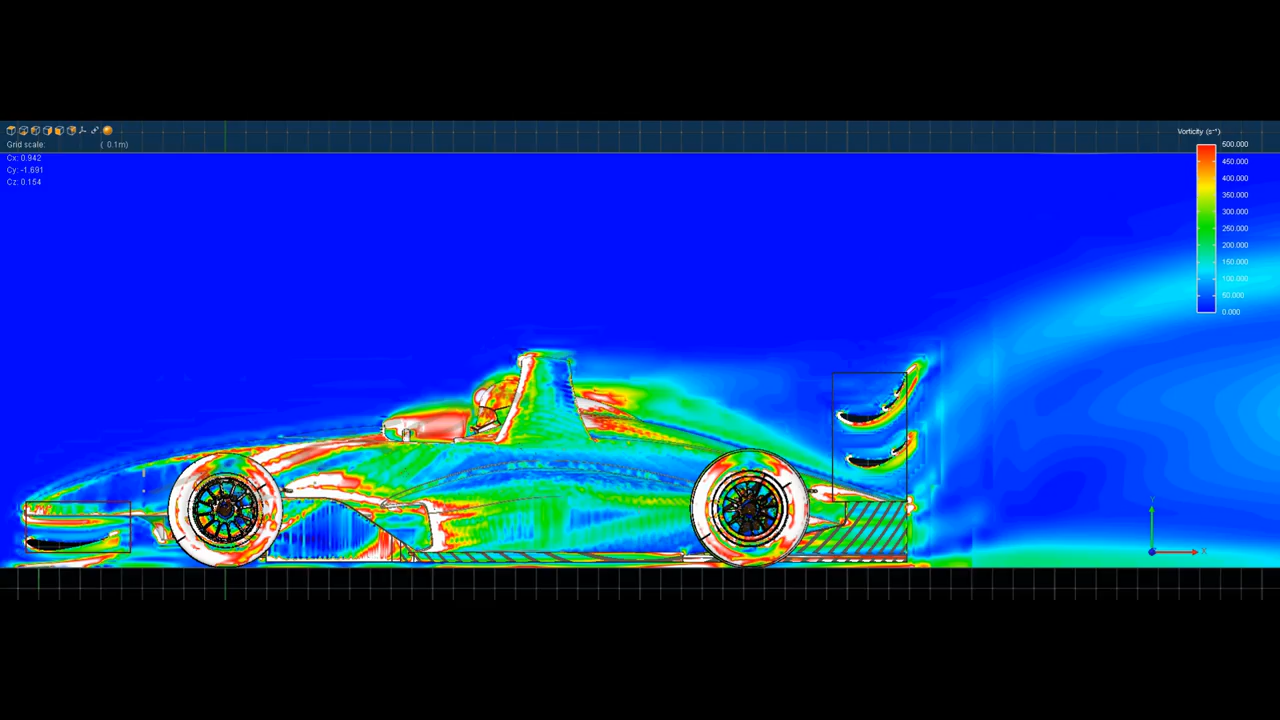 Vorticity (s⁻¹)
Grid scale: ( 0.1m)
500.000
Cx: 0.942
450.000
Cy: -1.691
400.000
Cz: 0.154
350.000
300.000
250.000
200.000
150.000
100.000
50.000
0.000
Y
X